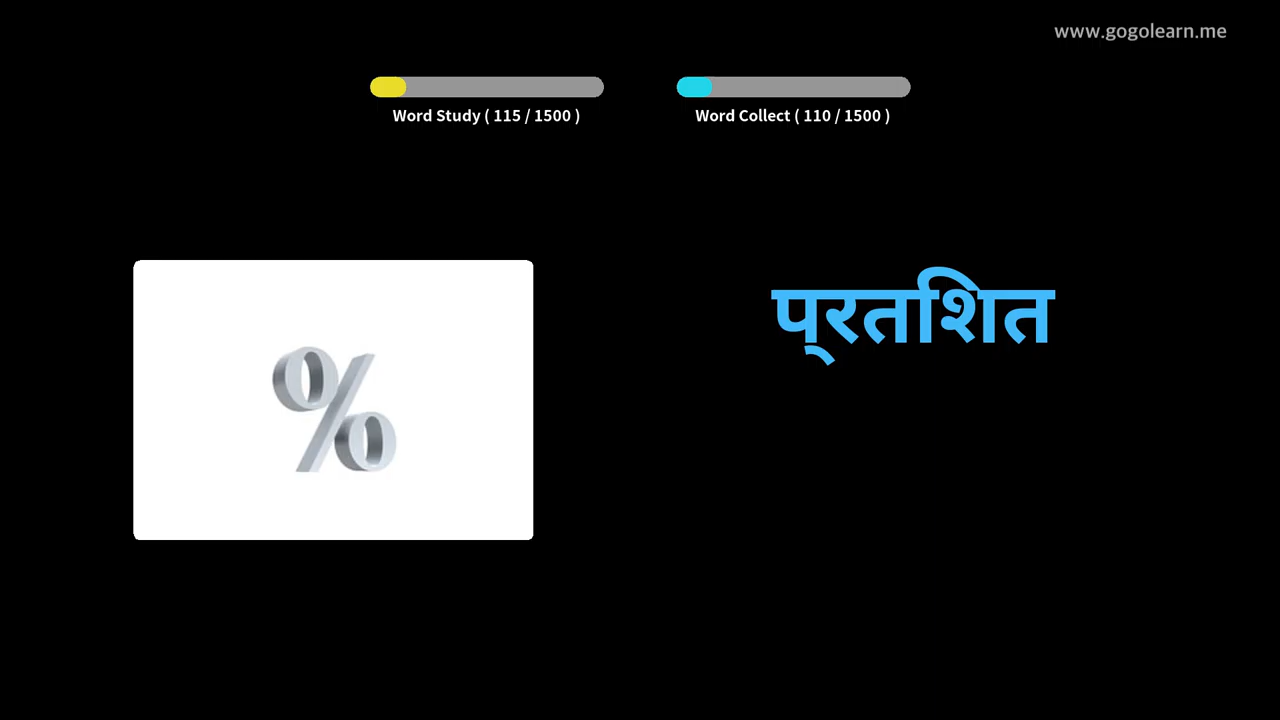 www.gogolearn.me
Word Study ( 115 / 1500 )
Word Collect ( 110 / 1500 )
%
प्रतिशत